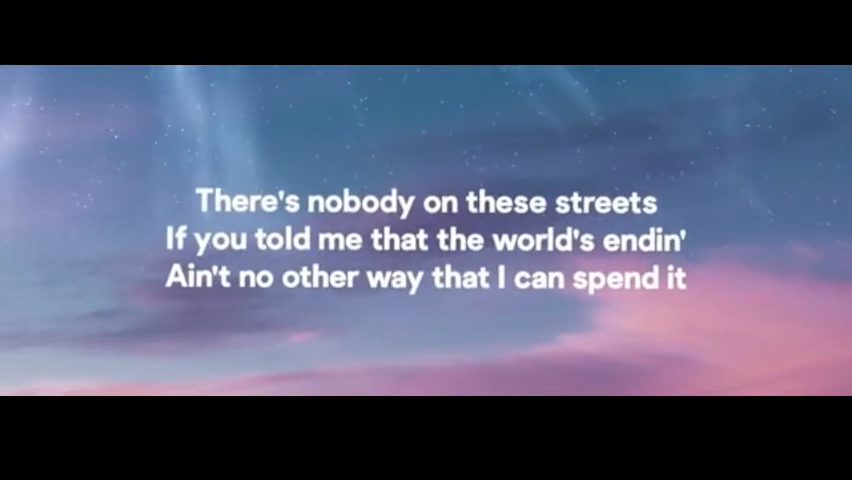 There's nobody on these streets
If you told me that the world's endin'
Ain't no other way that I can spend it